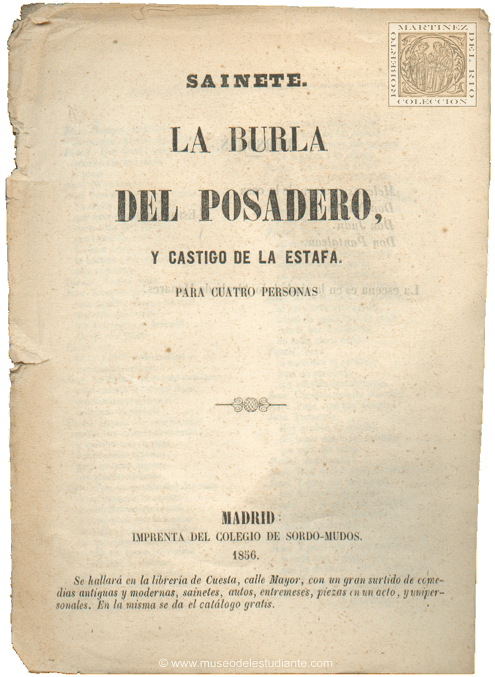 ROBERTO MARTINEZ DEL RIO
COLECCION
SAINETE.
LA BURLA
DEL POSADERO,
Y CASTIGO DE LA ESTAFA.
PARA CUATRO PERSONAS
MADRID:
IMPRENTA DEL COLEGIO DE SORDO-MUDOS.
1856.
Se hallará en la librería de Cuesta, calle Mayor, con un gran surtido de come-
dias antiguas y modernas, sainetes, autos, entremeses, piezas en un acto, y uniper-
sonales. En la misma se da el catálogo gratis.
© www.museodelestudiante.com